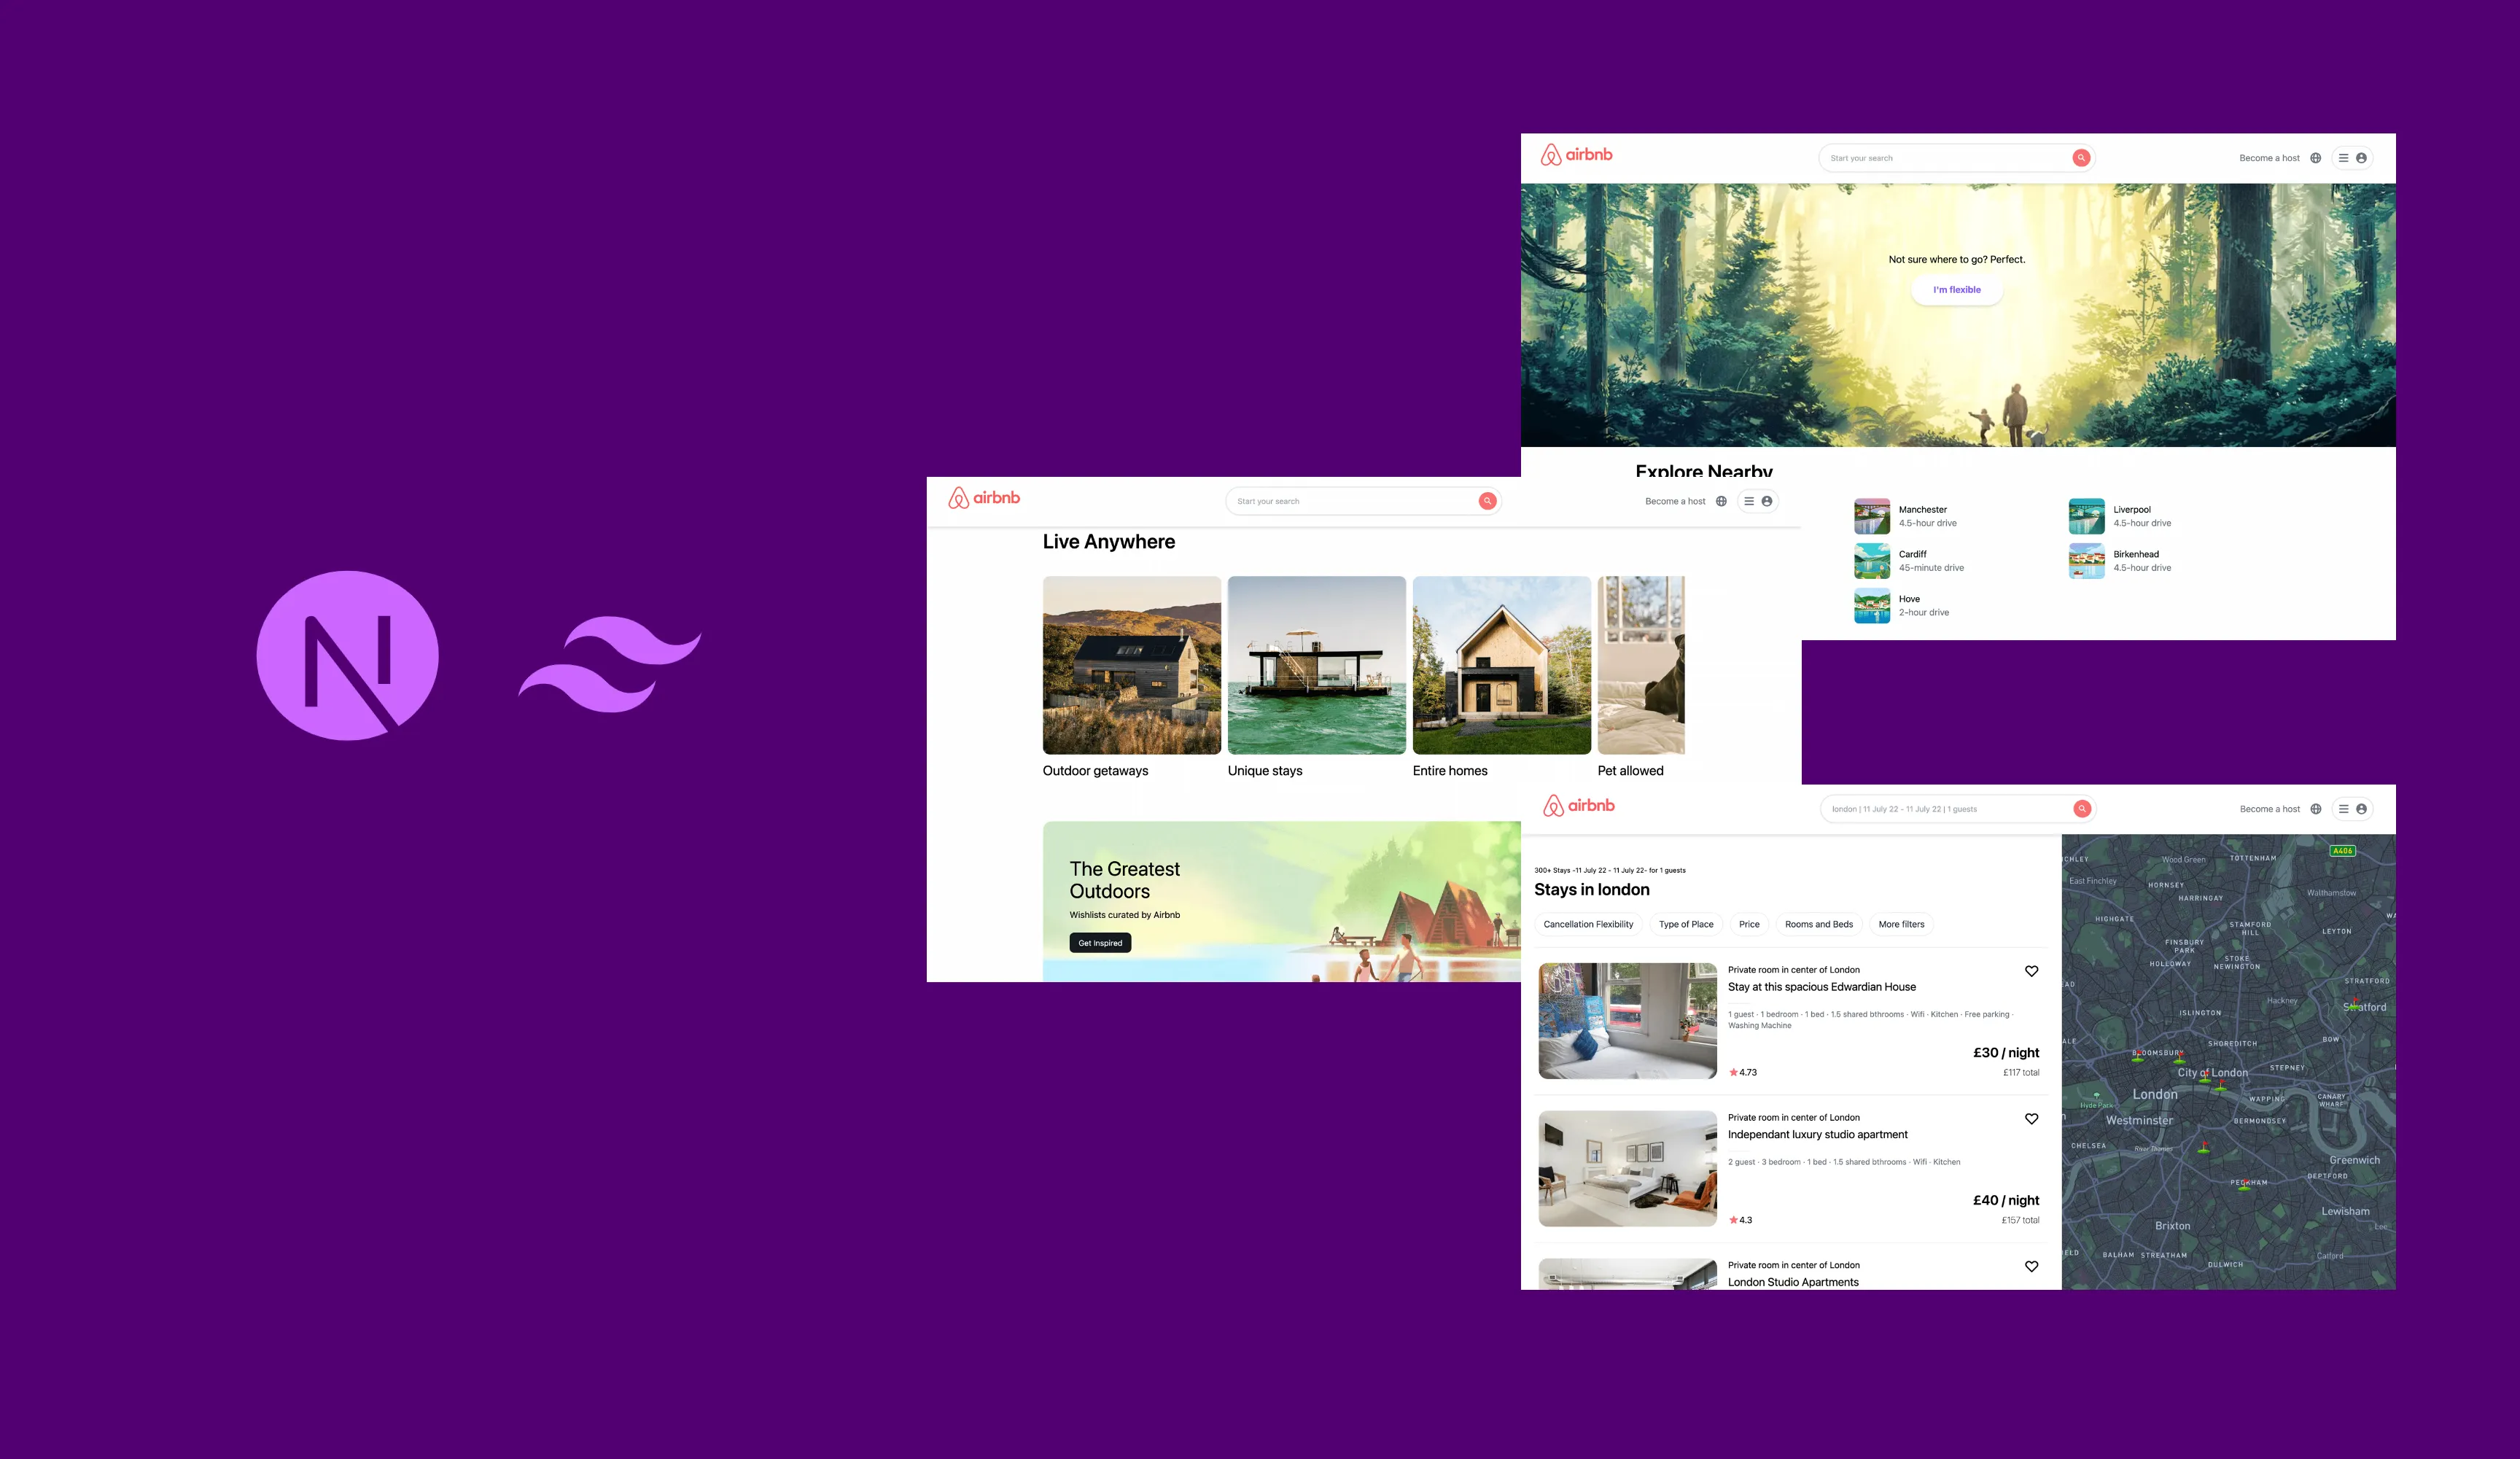 airbnb
Start your search
Become a host
Not sure where to go? Perfect.
I'm flexible
Explore Nearby
Manchester
4.5-hour drive
Liverpool
4.5-hour drive
Cardiff
45-minute drive
Birkenhead
4.5-hour drive
Hove
2-hour drive
airbnb
Start your search
Become a host
Live Anywhere
Outdoor getaways
Unique stays
Entire homes
Pet allowed
The Greatest
Outdoors
Wishlists curated by Airbnb
Get Inspired
airbnb
london | 11 July 22 - 11 July 22 | 1 guests
Become a host
300+ Stays -11 July 22 - 11 July 22- for 1 guests
Stays in london
Cancellation Flexibility
Type of Place
Price
Rooms and Beds
More filters
Private room in center of London
Stay at this spacious Edwardian House
1 guest · 1 bedroom · 1 bed · 1.5 shared bthrooms · Wifi · Kitchen · Free parking ·
Washing Machine
£30 / night
4.73
£117 total
Private room in center of London
Independant luxury studio apartment
2 guest · 3 bedroom · 1 bed · 1.5 shared bthrooms · Wifi · Kitchen
£40 / night
4.3
£157 total
Private room in center of London
London Studio Apartments
A406
Wood Green
TOTTENHAM
East Finchley
HORNSEY
Walthamstow
HARRINGAY
HIGHGATE
STAMFORD
HILL
LEYTON
FINSBURY
PARK
HOLLOWAY
STOKE
NEWINGTON
STRATFORD
Hackney
Stratford
ISLINGTON
BOW
SHOREDITCH
BLOOMSBURY
STEPNEY
City of London
London
WAPPING
CANARY
WHARF
Hyde Park
Westminster
BERMONDSEY
CHELSEA
River Thames
Greenwich
DEPTFORD
PECKHAM
Lewisham
Brixton
Lee
BALHAM
STREATHAM
Catford
DULWICH